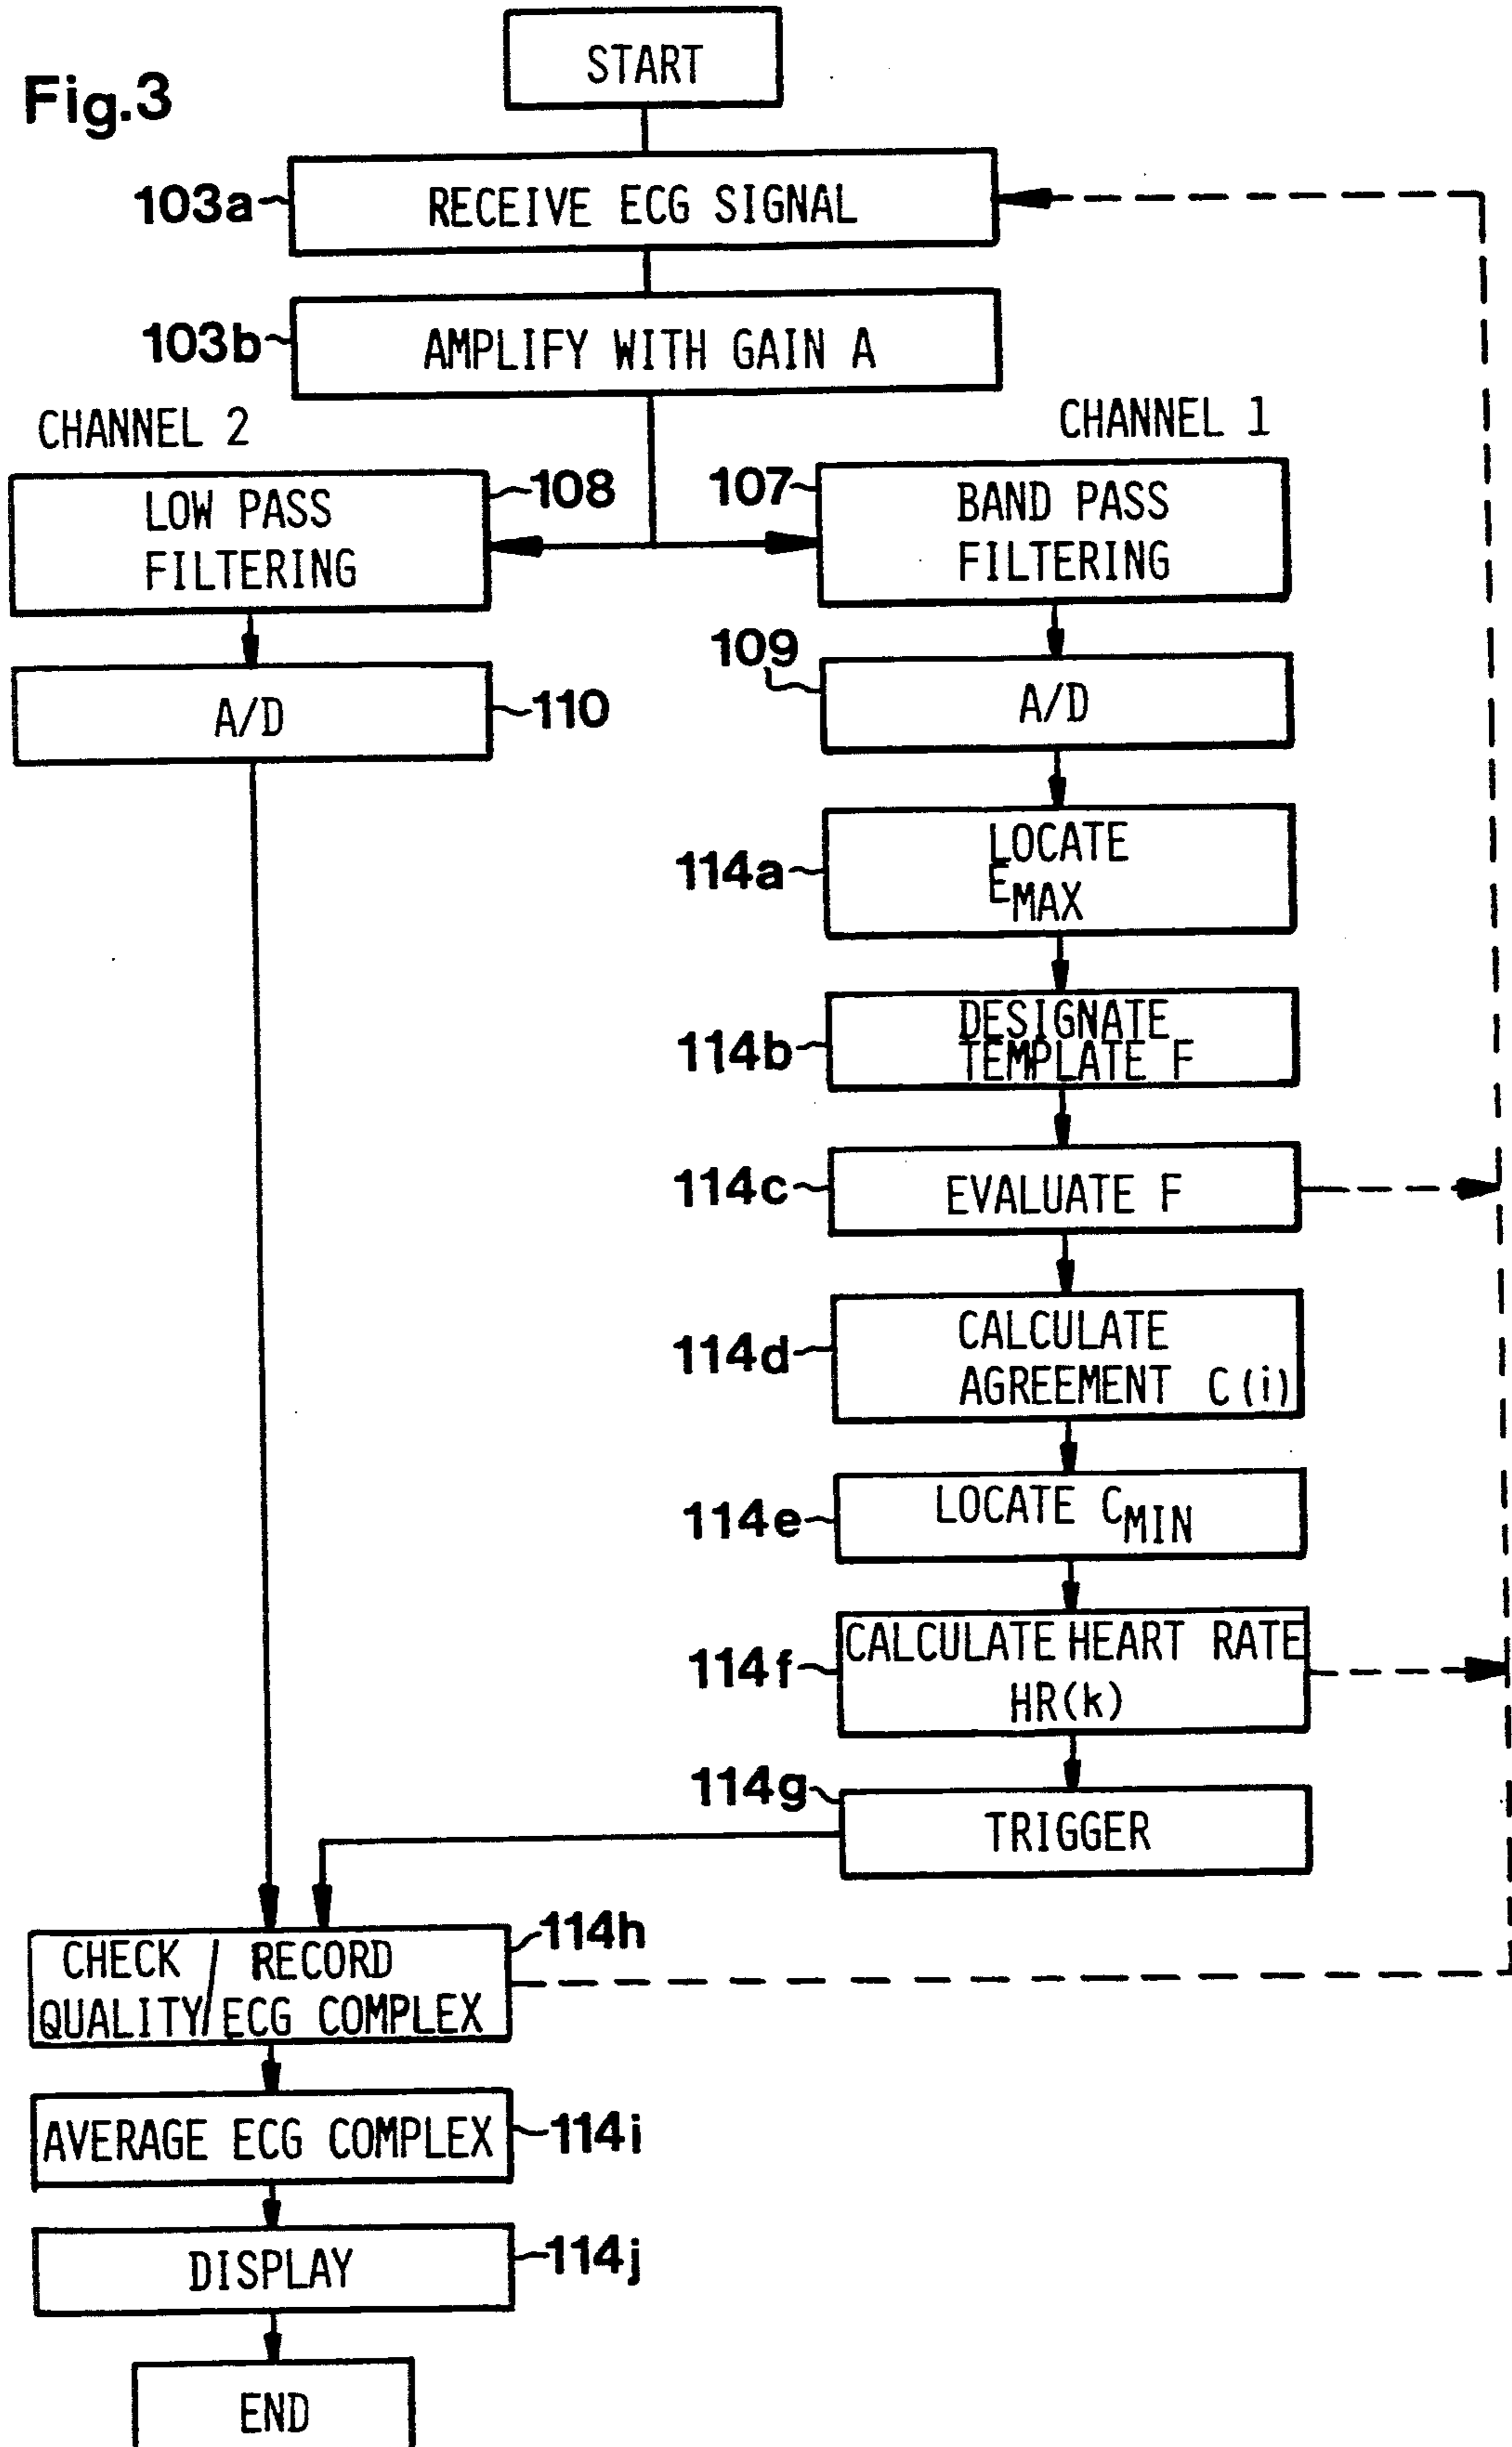 Fig.3
START
103a
RECEIVE ECG SIGNAL
103b
AMPLIFY WITH GAIN A
CHANNEL 2
CHANNEL 1
LOW PASS
FILTERING
108
107
BAND PASS
FILTERING
A/D
110
109
A/D
114a
LOCATE
EMAX
114b
DESIGNATE
TEMPLATE F
114c
EVALUATE F
114d
CALCULATE
AGREEMENT C(i)
114e
LOCATE CMIN
114f
CALCULATE HEART RATE
HR(k)
114g
TRIGGER
114h
CHECK / RECORD
QUALITY/ECG COMPLEX
AVERAGE ECG COMPLEX
114i
DISPLAY
114j
END